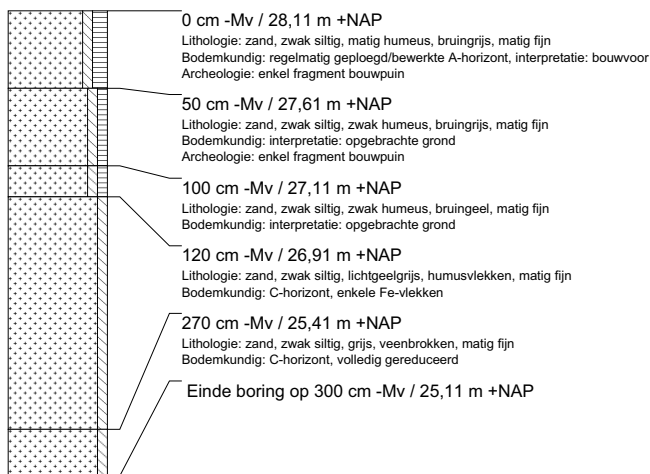 0 cm -Mv / 28,11 m +NAP
Lithologie: zand, zwak siltig, matig humeus, bruingrijs, matig fijn
Bodemkundig: regelmatig geploegd/bewerkte A-horizont, interpretatie: bouwvoor
Archeologie: enkel fragment bouwpuin
50 cm -Mv / 27,61 m +NAP
Lithologie: zand, zwak siltig, zwak humeus, bruingrijs, matig fijn
Bodemkundig: interpretatie: opgebrachte grond
Archeologie: enkel fragment bouwpuin
100 cm -Mv / 27,11 m +NAP
Lithologie: zand, zwak siltig, zwak humeus, bruingeel, matig fijn
Bodemkundig: interpretatie: opgebrachte grond
120 cm -Mv / 26,91 m +NAP
Lithologie: zand, zwak siltig, lichtgeelgrijs, humusvlekken, matig fijn
Bodemkundig: C-horizont, enkele Fe-vlekken
270 cm -Mv / 25,41 m +NAP
Lithologie: zand, zwak siltig, grijs, veenbrokken, matig fijn
Bodemkundig: C-horizont, volledig gereduceerd
Einde boring op 300 cm -Mv / 25,11 m +NAP